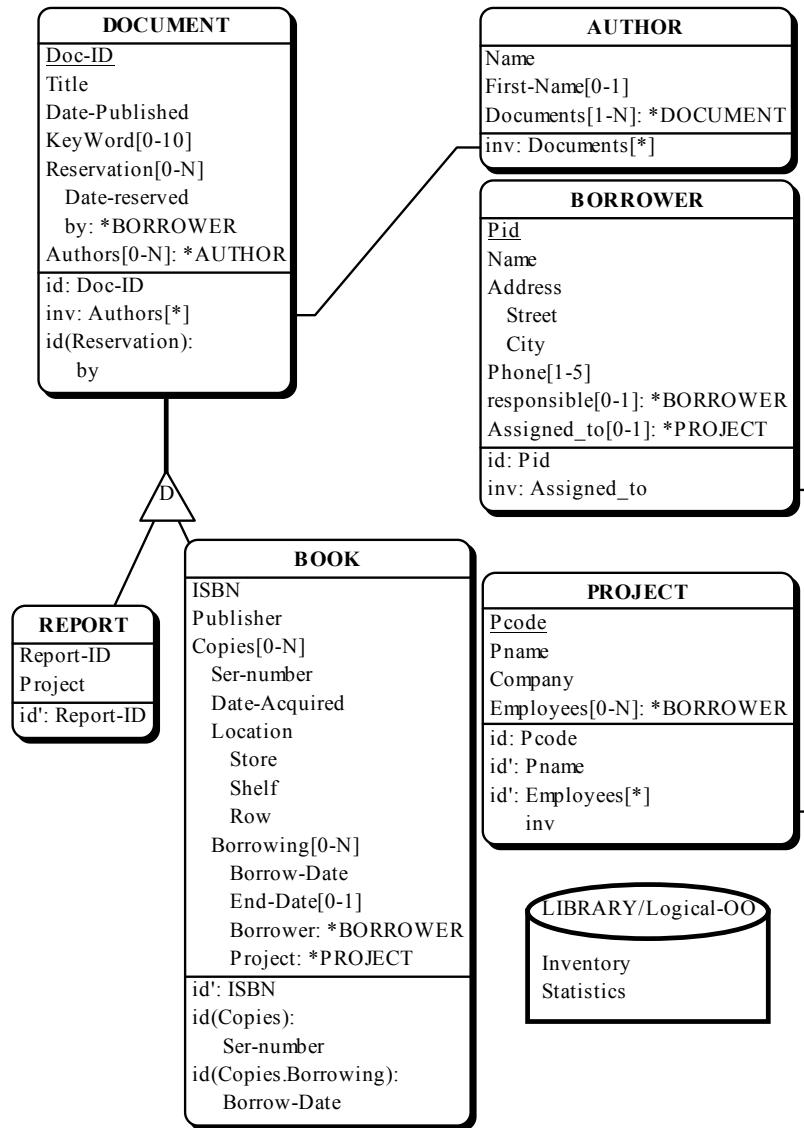 DOCUMENT
Doc-ID
Title
Date-Published
KeyWord[0-10]
Reservation[0-N]
Date-reserved
by: *BORROWER
Authors[0-N]: *AUTHOR
id: Doc-ID
inv: Authors[*]
id(Reservation):
by
AUTHOR
Name
First-Name[0-1]
Documents[1-N]: *DOCUMENT
inv: Documents[*]
BORROWER
Pid
Name
Address
Street
City
Phone[1-5]
responsible[0-1]: *BORROWER
Assigned_to[0-1]: *PROJECT
id: Pid
inv: Assigned_to
D
REPORT
Report-ID
Project
id': Report-ID
BOOK
ISBN
Publisher
Copies[0-N]
Ser-number
Date-Acquired
Location
Store
Shelf
Row
Borrowing[0-N]
Borrow-Date
End-Date[0-1]
Borrower: *BORROWER
Project: *PROJECT
id': ISBN
id(Copies):
Ser-number
id(Copies.Borrowing):
Borrow-Date
PROJECT
Pcode
Pname
Company
Employees[0-N]: *BORROWER
id: Pcode
id': Pname
id': Employees[*]
inv
LIBRARY/Logical-OO
Inventory
Statistics